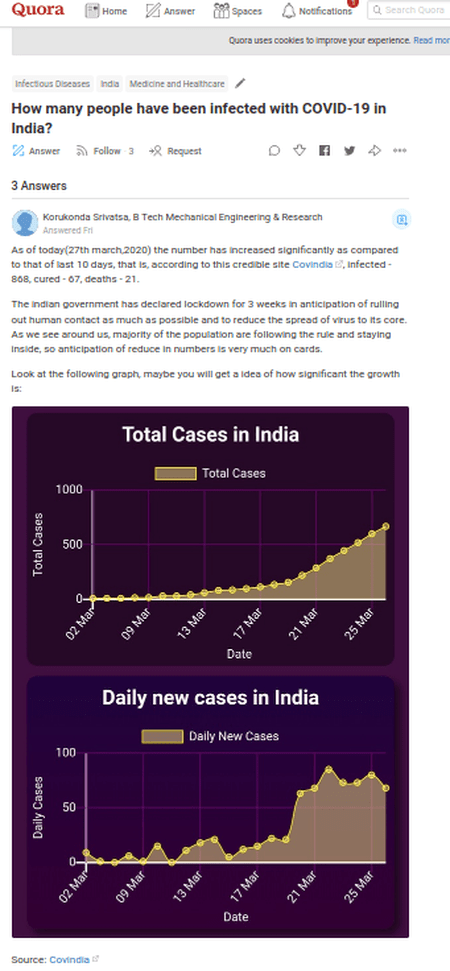 Quora Home Answer Spaces Notifications 1 Search Quora
Quora uses cookies to improve your experience. Read mor
Infectious Diseases India Medicine and Healthcare
How many people have been infected with COVID-19 in
India?
Answer Follow · 3 Request
3 Answers
Korukonda Srivatsa, B Tech Mechanical Engineering & Research
Answered Fri
As of today(27th march,2020) the number has increased significantly as compared
to that of last 10 days, that is, according to this credible site Covindia, infected -
868, cured - 67, deaths - 21.
The indian government has declared lockdown for 3 weeks in anticipation of rulling
out human contact as much as possible and to reduce the spread of virus to its core.
As we see around us, majority of the population are following the rule and staying
inside, so anticipation of reduce in numbers is very much on cards.
Look at the following graph, maybe you will get a idea of how significant the growth
is:
Total Cases in India
Total Cases
1000
500
0
Total Cases
02 Mar 09 Mar 13 Mar 17 Mar 21 Mar 25 Mar
Date
Daily new cases in India
Daily New Cases
100
50
0
Daily Cases
02 Mar 09 Mar 13 Mar 17 Mar 21 Mar 25 Mar
Date
Source: Covindia